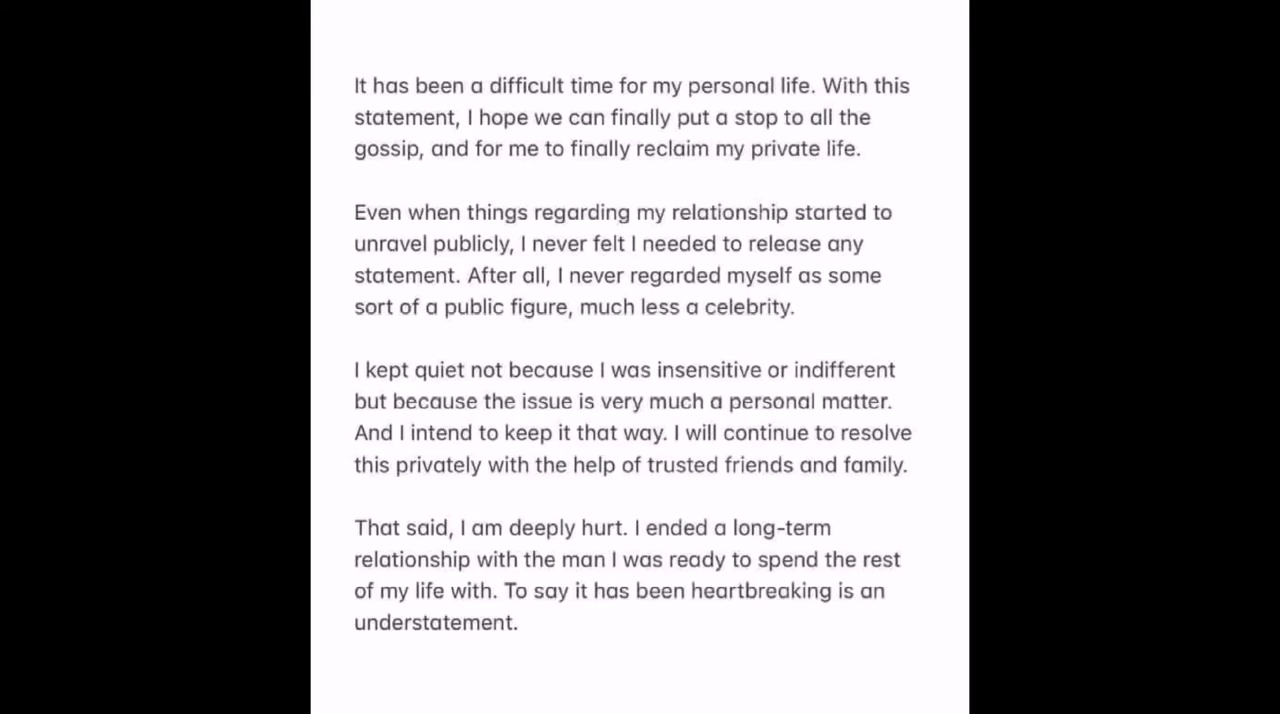 It has been a difficult time for my personal life. With this
statement, I hope we can finally put a stop to all the
gossip, and for me to finally reclaim my private life.
Even when things regarding my relationship started to
unravel publicly, I never felt I needed to release any
statement. After all, I never regarded myself as some
sort of a public figure, much less a celebrity.
I kept quiet not because I was insensitive or indifferent
but because the issue is very much a personal matter.
And I intend to keep it that way. I will continue to resolve
this privately with the help of trusted friends and family.
That said, I am deeply hurt. I ended a long-term
relationship with the man I was ready to spend the rest
of my life with. To say it has been heartbreaking is an
understatement.